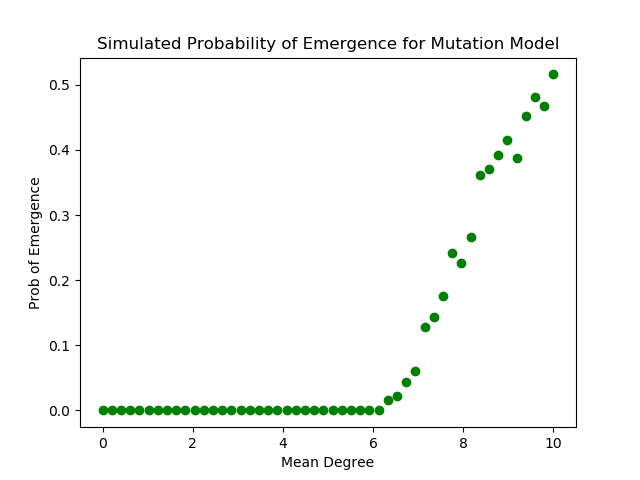 Simulated Probability of Emergence for Mutation Model
0.5
0.4
0.3
0.2
0.1
0.0
Prob of Emergence
0 2 4 6 8 10
Mean Degree